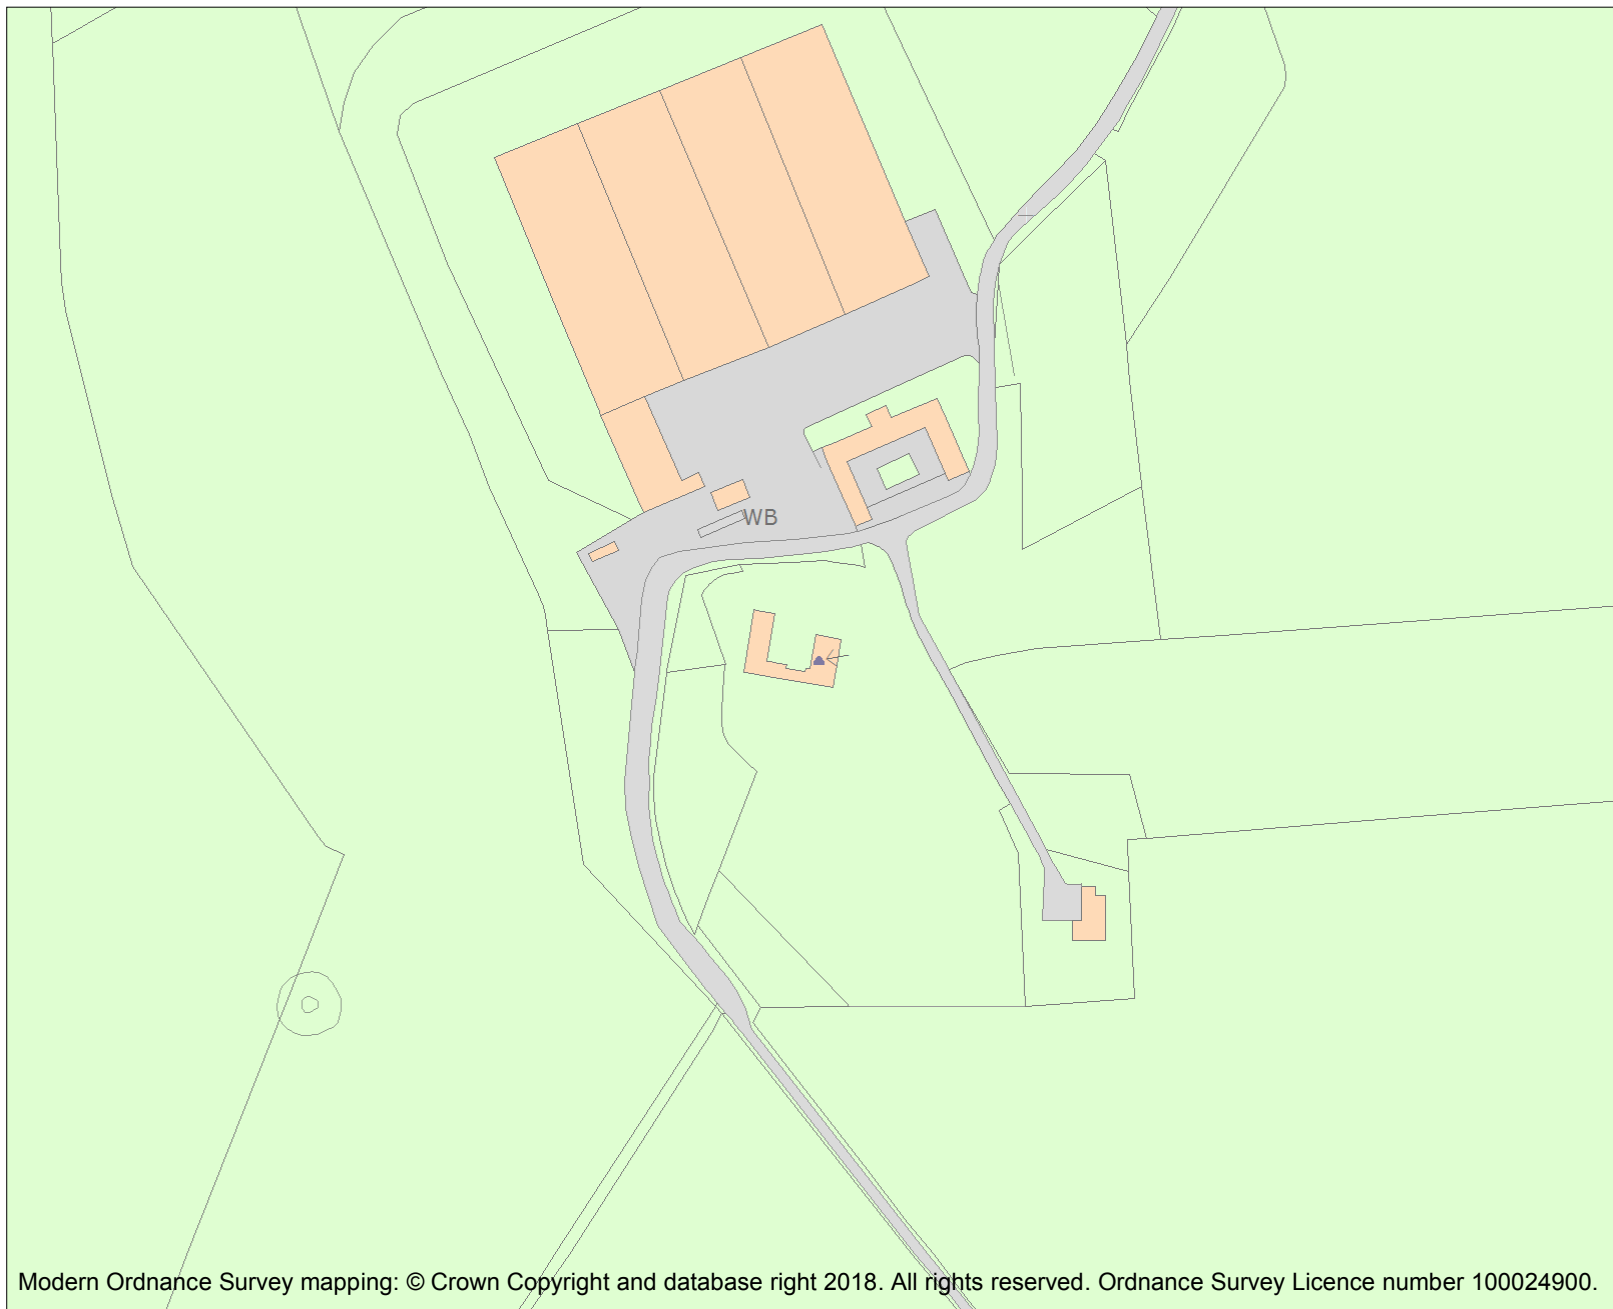 WB
Modern Ordnance Survey mapping: © Crown Copyright and database right 2018. All rights reserved. Ordnance Survey Licence number 100024900.